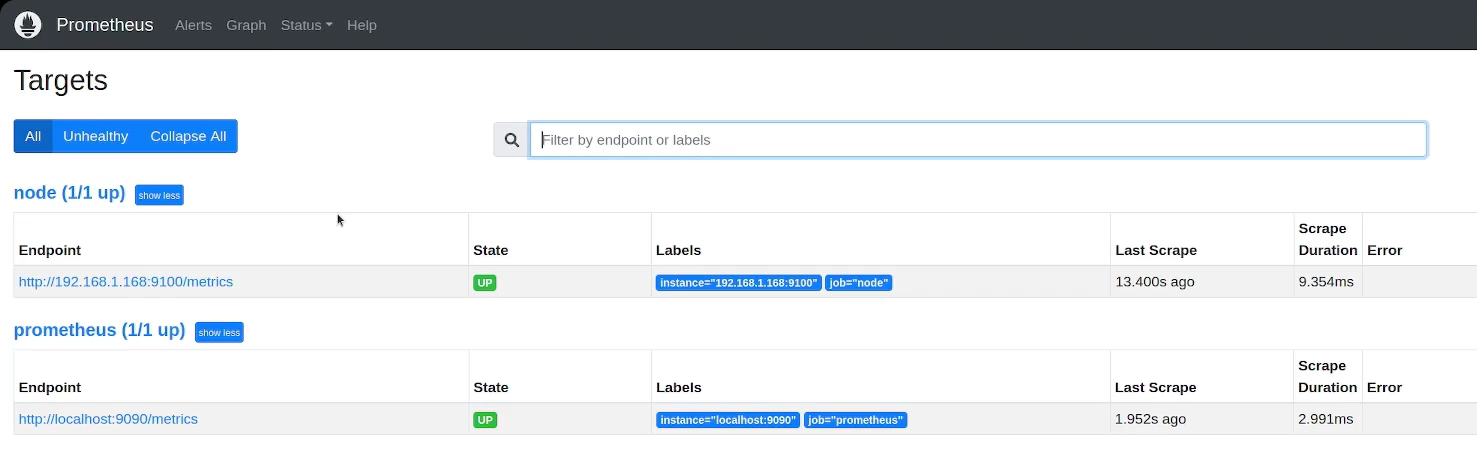 Prometheus Alerts Graph Status Help
Targets
All Unhealthy Collapse All
Filter by endpoint or labels
node (1/1 up) show less
Endpoint State Labels Last Scrape Scrape Duration Error
http://192.168.1.168:9100/metrics UP instance="192.168.1.168:9100" job="node" 13.400s ago 9.354ms
prometheus (1/1 up) show less
Endpoint State Labels Last Scrape Scrape Duration Error
http://localhost:9090/metrics UP instance="localhost:9090" job="prometheus" 1.952s ago 2.991ms